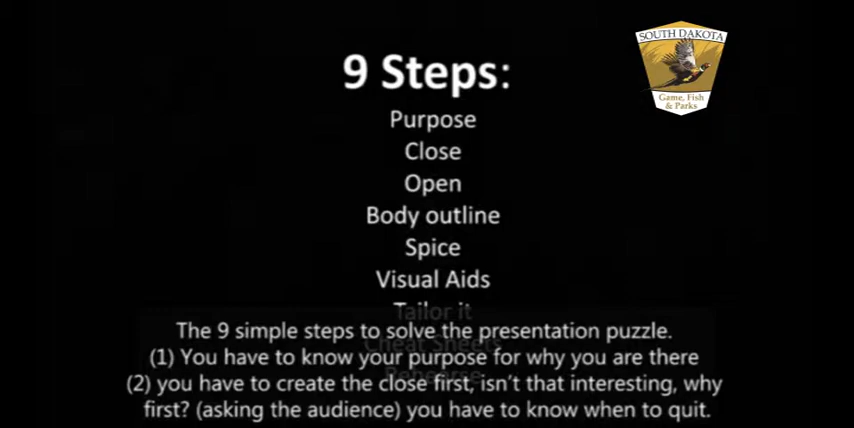 SOUTH DAKOTA
Game, Fish
& Parks
9 Steps:
Purpose
Close
Open
Body outline
Spice
Visual Aids
Tailor it
Cheat Sheets
Rehearse
The 9 simple steps to solve the presentation puzzle.
(1) You have to know your purpose for why you are there
(2) you have to create the close first, isn't that interesting, why
first? (asking the audience) you have to know when to quit.